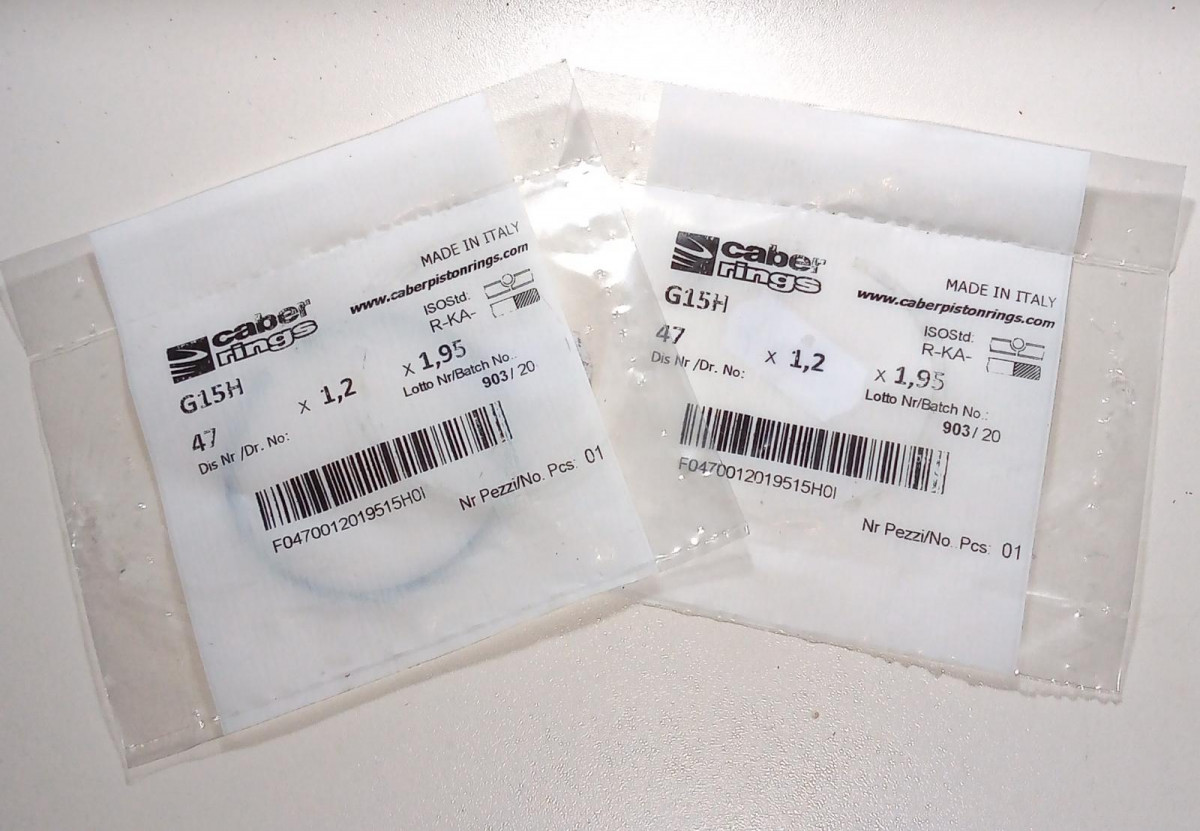 MADE IN ITALY
caber
rings
www.caberpistonrings.com
G15H
ISOStd:
R-KA-
47
x 1,2
x 1,95
Dis Nr /Dr. No:
Lotto Nr/Batch No.:
903 / 20
F0470012019515H0I
Nr Pezzi/No. Pcs: 01
caber
rings
MADE IN ITALY
G15H
www.caberpistonrings.com
47
ISOStd:
R-KA-
Dis Nr /Dr. No:
x 1,2
x 1,95
Lotto Nr/Batch No.:
903 / 20
F0470012019515H0I
Nr Pezzi/No. Pcs: 01